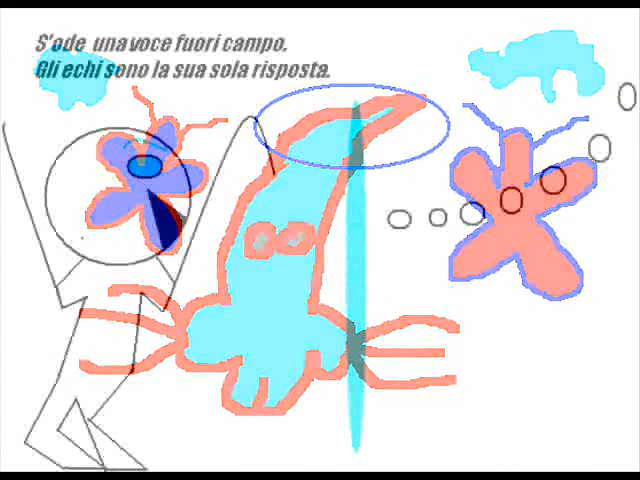 S'ode una voce fuori campo.
Gli echi sono la sua sola risposta.